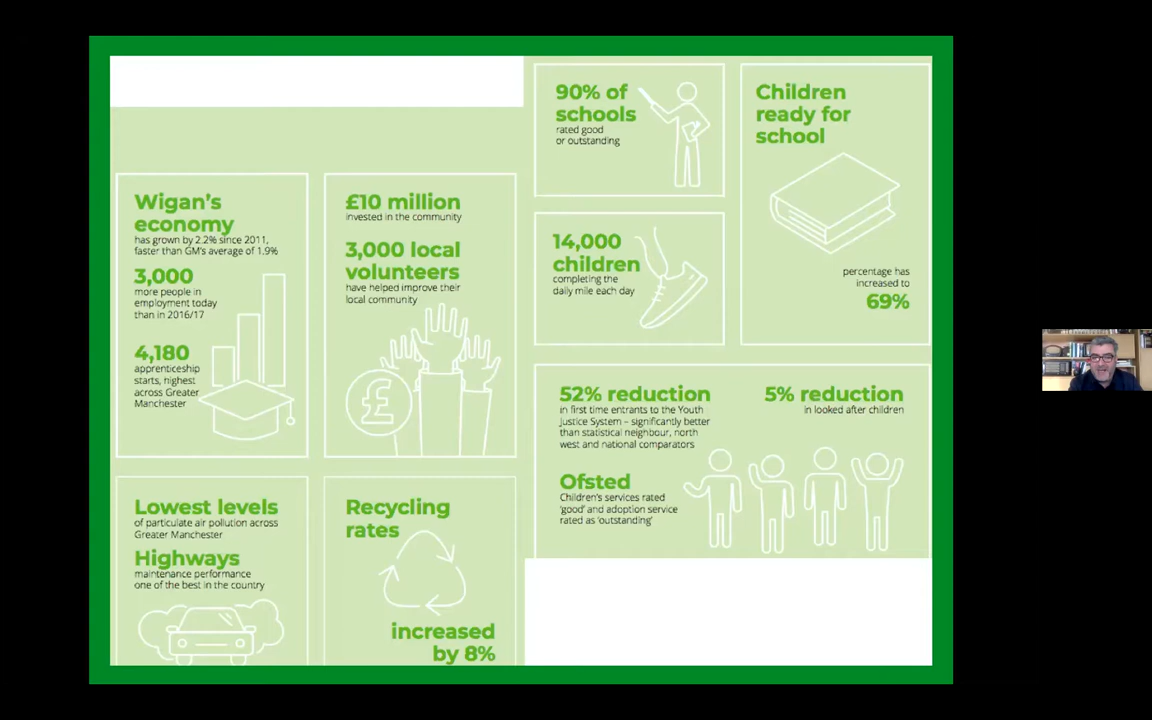 Wigan's
economy
has grown by 2.2% since 2011,
faster than GM's average of 1.9%
3,000
more people in
employment today
than in 2016/17
4,180
apprenticeship
starts, highest
across Greater
Manchester
£10 million
invested in the community
3,000 local
volunteers
have helped improve their
local community
£
Lowest levels
of particulate air pollution across
Greater Manchester
Highways
maintenance performance
one of the best in the country
Recycling
rates
increased
by 8%
90% of
schools
rated good
or outstanding
Children
ready for
school
percentage has
increased to
69%
14,000
children
completing the
daily mile each day
52% reduction
in first time entrants to the Youth
Justice System – significantly better
than statistical neighbour, north
west and national comparators
5% reduction
in looked after children
Ofsted
Children's services rated
'good' and adoption service
rated as 'outstanding'